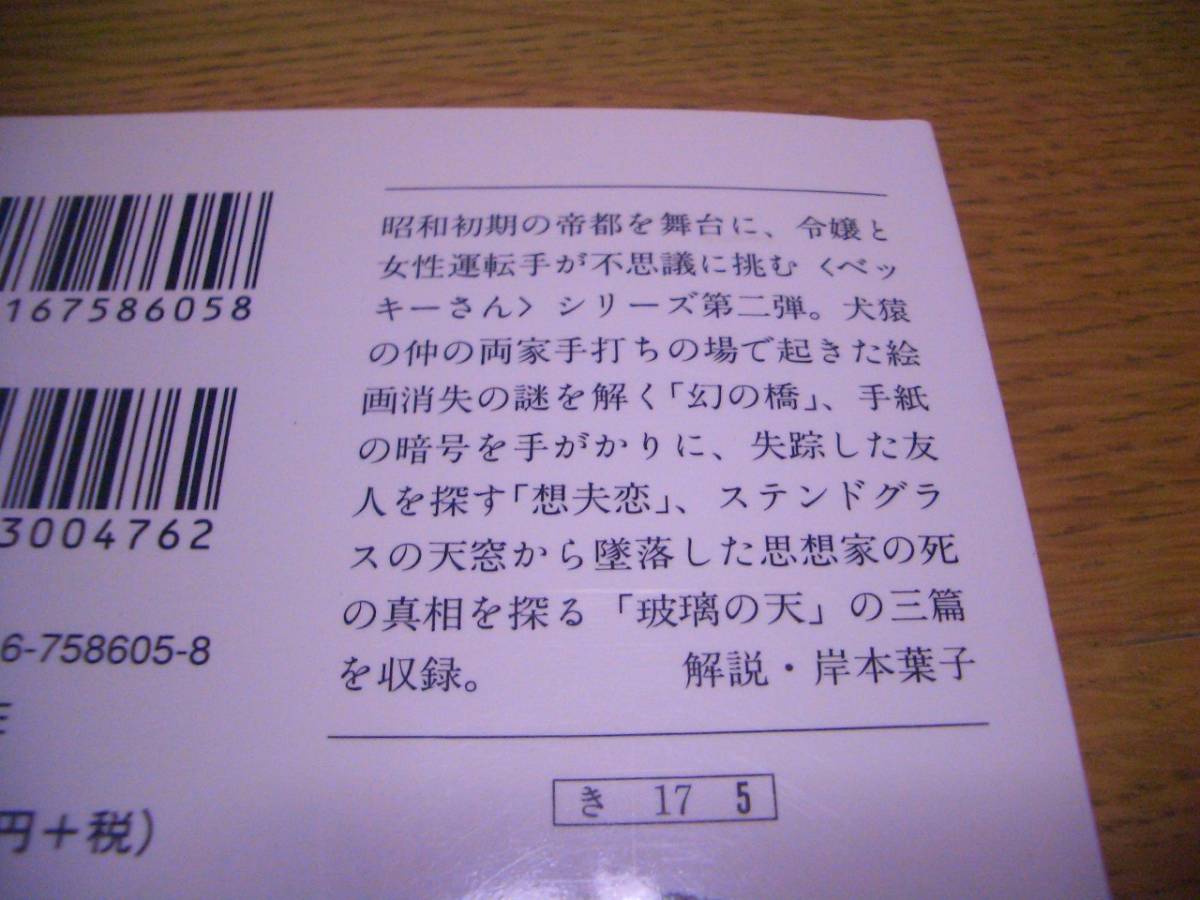 167586058
3004762
6-758605-8
E
円+税)
昭和初期の帝都を舞台に、令嬢と
女性運転手が不思議に挑む〈ベッ
キーさん〉シリーズ第二弾。犬猿
の仲の両家手打ちの場で起きた絵
画消失の謎を解く「幻の橋」、手紙
の暗号を手がかりに、失踪した友
人を探す「想夫恋」、ステンドグラ
スの天窓から墜落した思想家の死
の真相を探る「玻璃の天」の三篇
を収録。 解説・岸本葉子
き 17 5